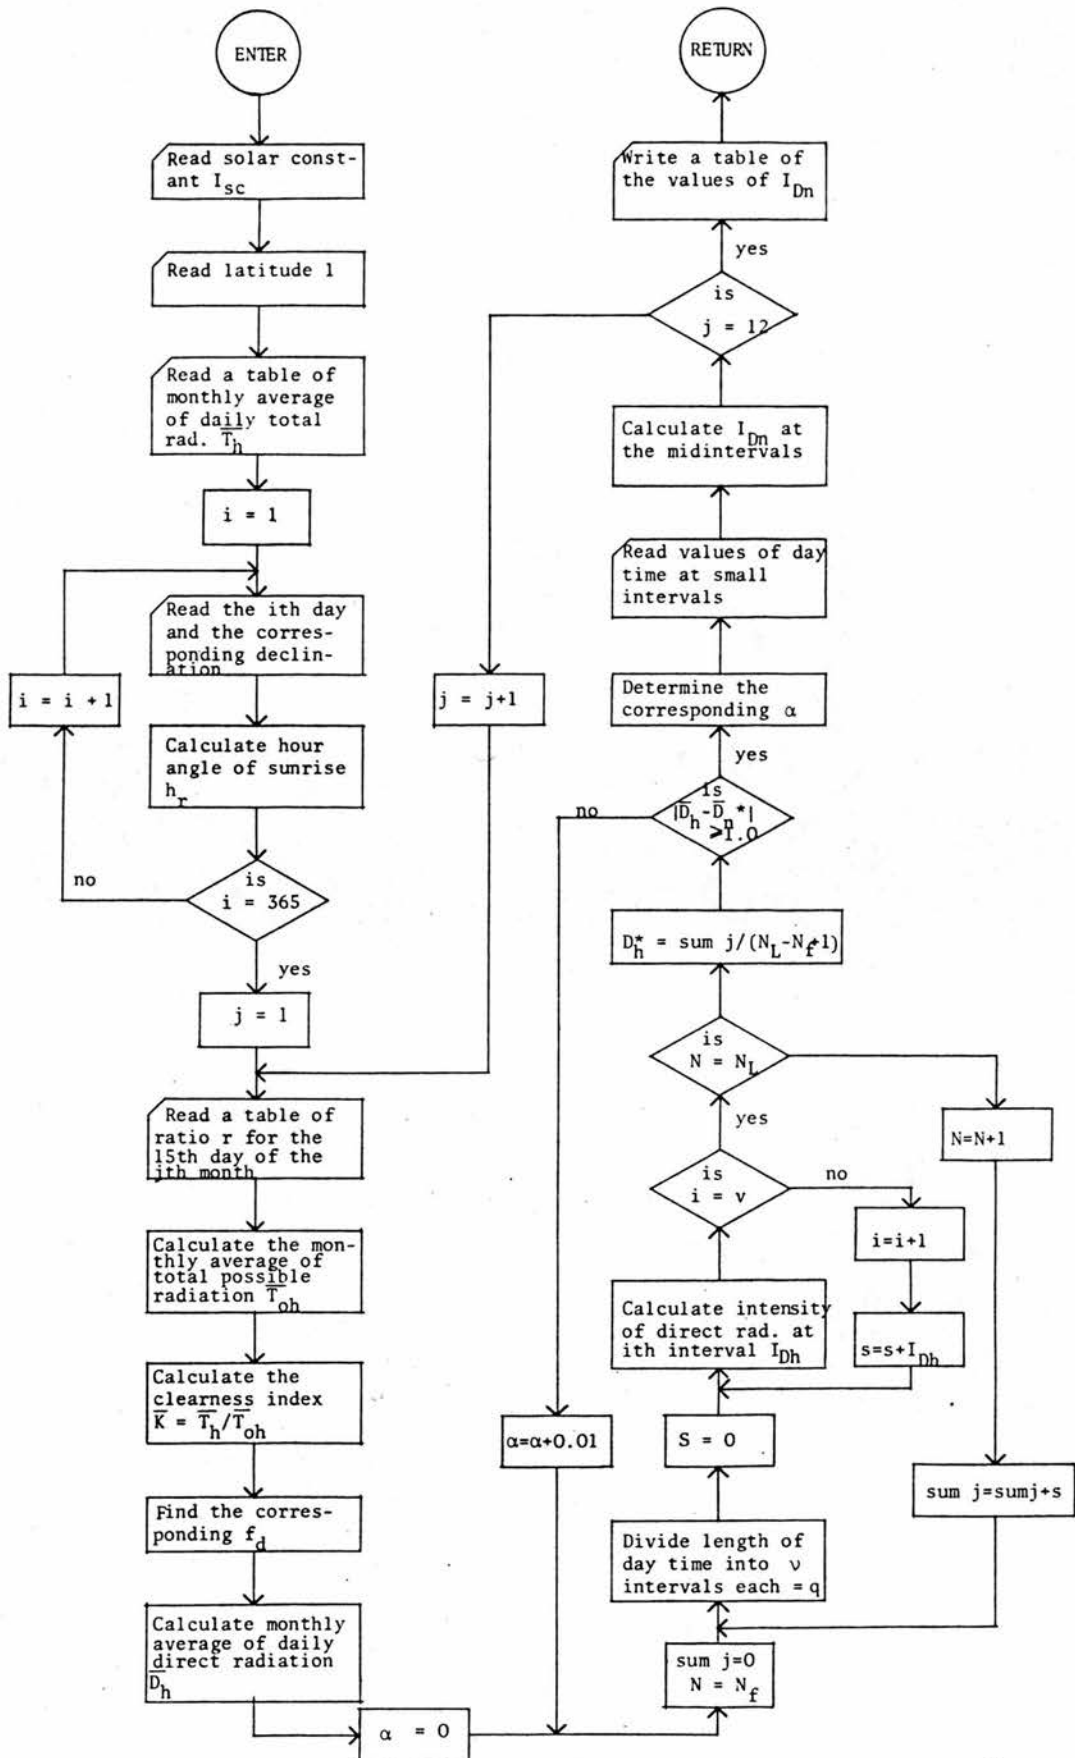 ENTER
Read solar const-
ant I_sc
Read latitude l
Read a table of
monthly average
of daily total
rad. T̅_h
i = 1
Read the ith day
and the corres-
ponding declin-
ation
i = i +1
Calculate hour
angle of sunrise
h_r
no
is
i = 365
yes
j = 1
Read a table of
ratio r for the
15th day of the
jth month
Calculate the mon-
thly average of
total possible
radiation T̅_oh
Calculate the
clearness index
K̅ = T̅_h/T̅_oh
Find the corres-
ponding f_d
Calculate monthly
average of daily
direct radiation
D̅_h
α = 0
RETURN
Write a table of
the values of I_Dn
yes
is
j = 12
j = j+1
Calculate I_Dn at
the midintervals
Read values of day
time at small
intervals
Determine the
corresponding α
yes
no
is
|D̅_h-D̅_n*|
⩾1.0
D*_h = sum j/(N_L-N_f+1)
is
N = N_L
yes
N=N+1
is
i = v
no
i=i+1
Calculate intensity
of direct rad. at
ith interval I_Dh
s=s+I_Dh
α=α+0.01
S = 0
sum j=sumj+s
Divide length of
day time into ν
intervals each = q
sum j=0
N = N_f